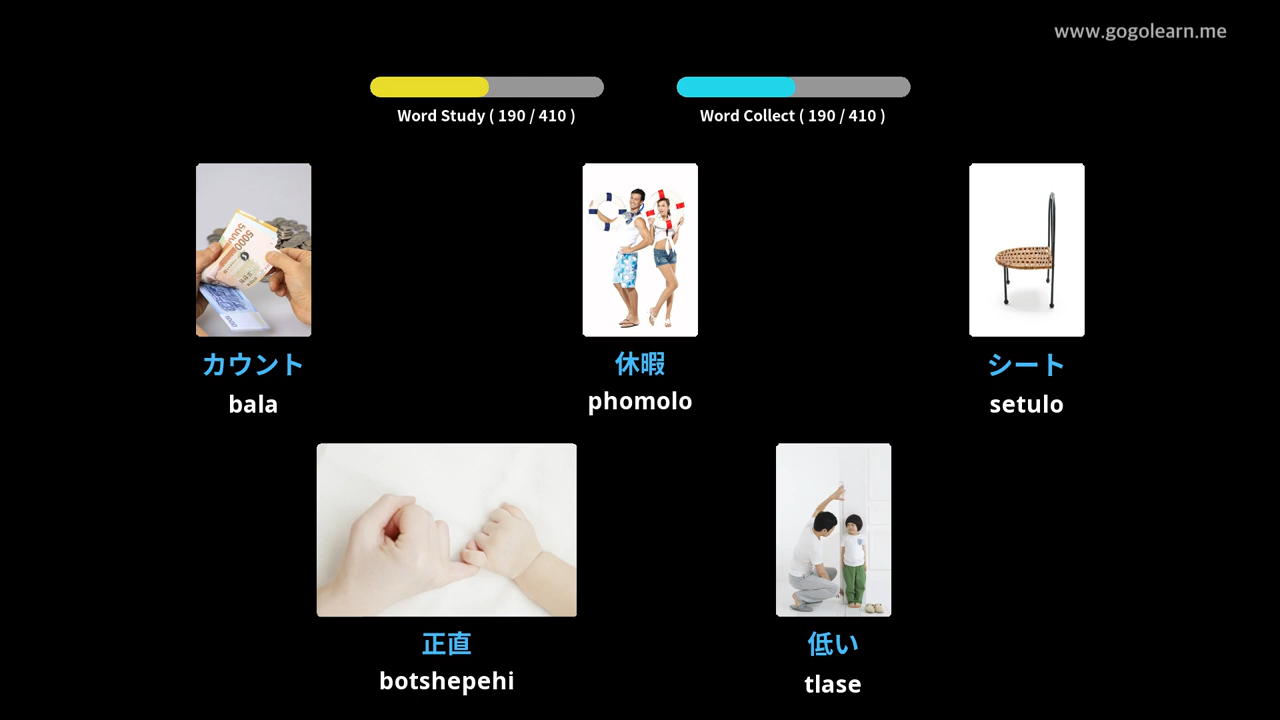 www.gogolearn.me
Word Study ( 190 / 410 )
Word Collect ( 190 / 410 )
カウント
bala
休暇
phomolo
シート
setulo
正直
botshepehi
低い
tlase